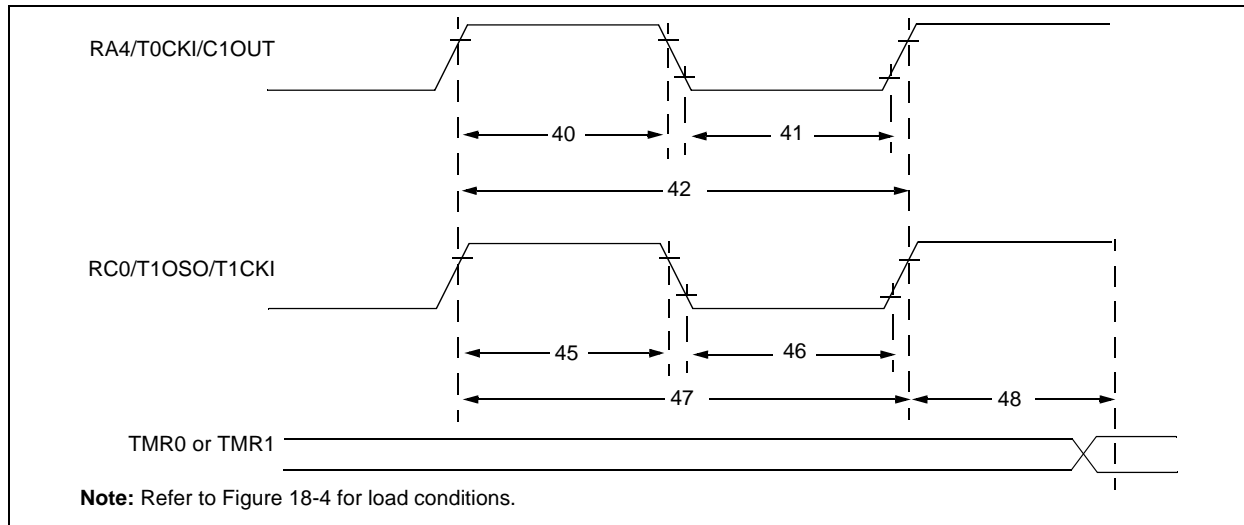 RA4/T0CKI/C1OUT
40
41
42
RC0/T1OSO/T1CKI
45
46
47
48
TMR0 or TMR1
Note: Refer to Figure 18-4 for load conditions.